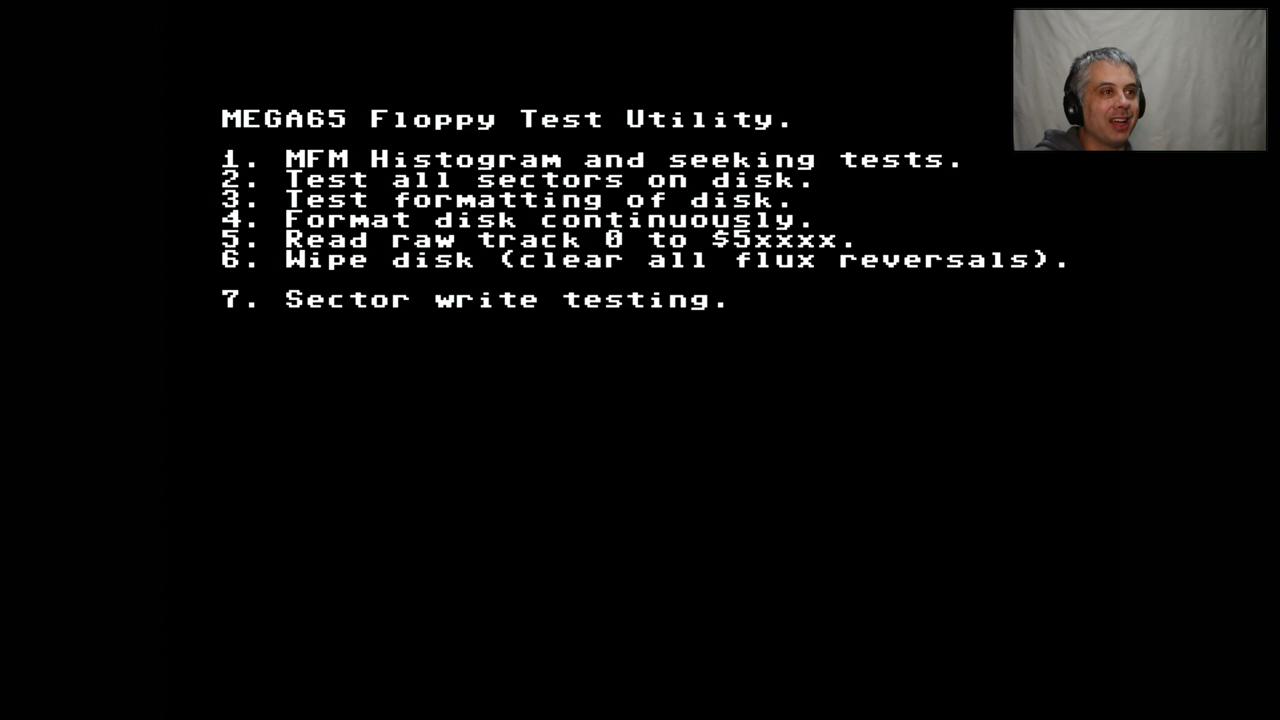 MEGA65 Floppy Test Utility.
1. MFM Histogram and seeking tests.
2. Test all sectors on disk.
3. Test formatting of disk.
4. Format disk continuously.
5. Read raw track 0 to $5xxxx.
6. Wipe disk (clear all flux reversals).
7. Sector write testing.